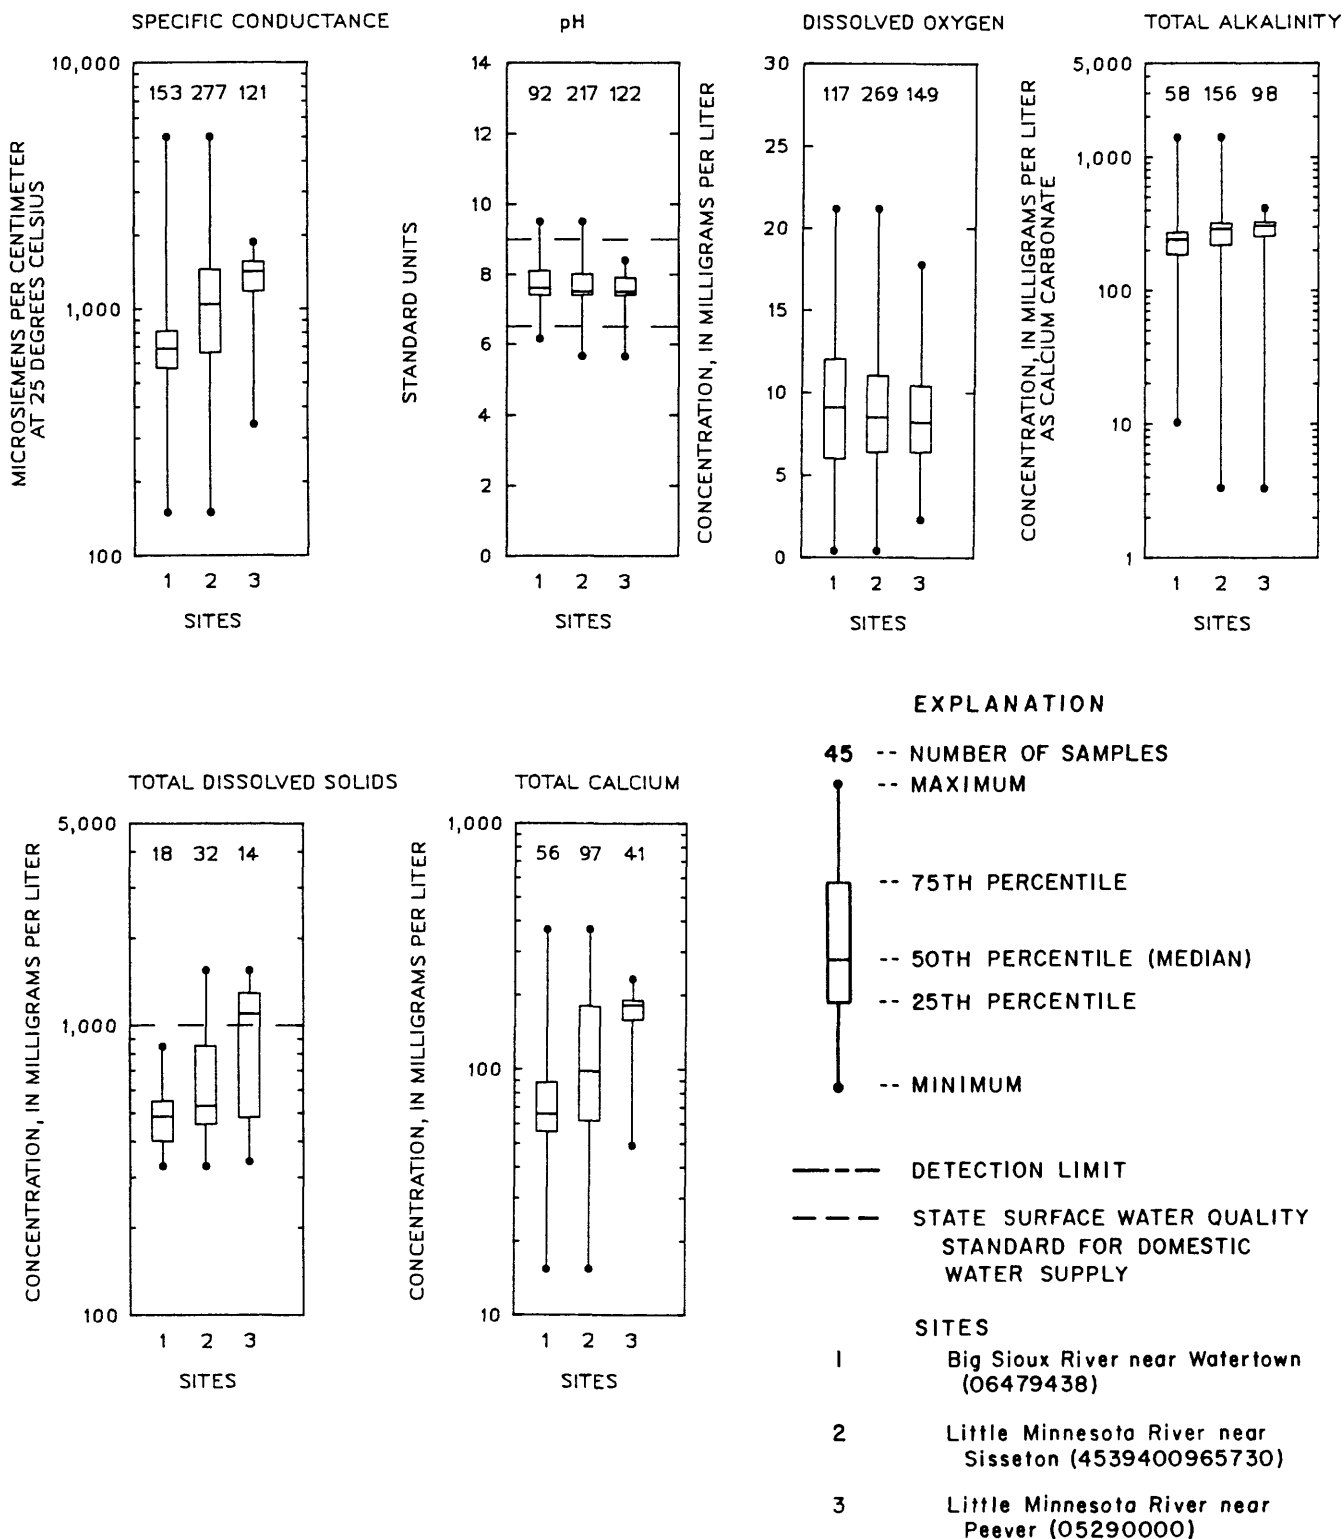 SPECIFIC CONDUCTANCE
MICROSIEMENS PER CENTIMETER
AT 25 DEGREES CELSIUS
10,000
1,000
100
153 277 121
1 2 3
SITES
pH
STANDARD UNITS
14
12
10
8
6
4
2
0
92 217 122
1 2 3
SITES
DISSOLVED OXYGEN
CONCENTRATION, IN MILLIGRAMS PER LITER
30
25
20
15
10
5
0
117 269 149
1 2 3
SITES
TOTAL ALKALINITY
CONCENTRATION, IN MILLIGRAMS PER LITER
AS CALCIUM CARBONATE
5,000
1,000
100
10
1
58 156 98
1 2 3
SITES
TOTAL DISSOLVED SOLIDS
CONCENTRATION, IN MILLIGRAMS PER LITER
5,000
1,000
100
18 32 14
1 2 3
SITES
TOTAL CALCIUM
CONCENTRATION, IN MILLIGRAMS PER LITER
1,000
100
10
56 97 41
1 2 3
SITES
EXPLANATION
45 -- NUMBER OF SAMPLES
-- MAXIMUM
-- 75TH PERCENTILE
-- 50TH PERCENTILE (MEDIAN)
-- 25TH PERCENTILE
-- MINIMUM
DETECTION LIMIT
STATE SURFACE WATER QUALITY
STANDARD FOR DOMESTIC
WATER SUPPLY
SITES
1 Big Sioux River near Watertown
(06479438)
2 Little Minnesota River near
Sisseton (4539400965730)
3 Little Minnesota River near
Peever (05290000)